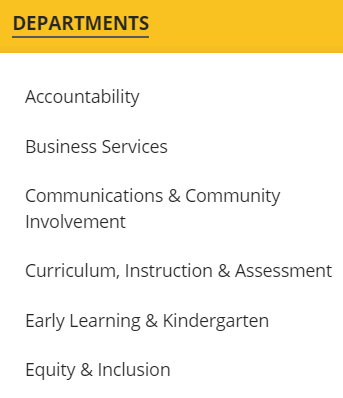 DEPARTMENTS
Accountability
Business Services
Communications & Community
Involvement
Curriculum, Instruction & Assessment
Early Learning & Kindergarten
Equity & Inclusion